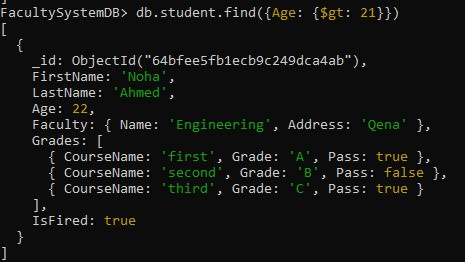 FacultySystemDB> db.student.find({Age: {$gt: 21}})
[
  {
    _id: ObjectId("64bfee5fb1ecb9c249dca4ab"),
    FirstName: 'Noha',
    LastName: 'Ahmed',
    Age: 22,
    Faculty: { Name: 'Engineering', Address: 'Qena' },
    Grades: [
      { CourseName: 'first', Grade: 'A', Pass: true },
      { CourseName: 'second', Grade: 'B', Pass: false },
      { CourseName: 'third', Grade: 'C', Pass: true }
    ],
    IsFired: true
  }
]